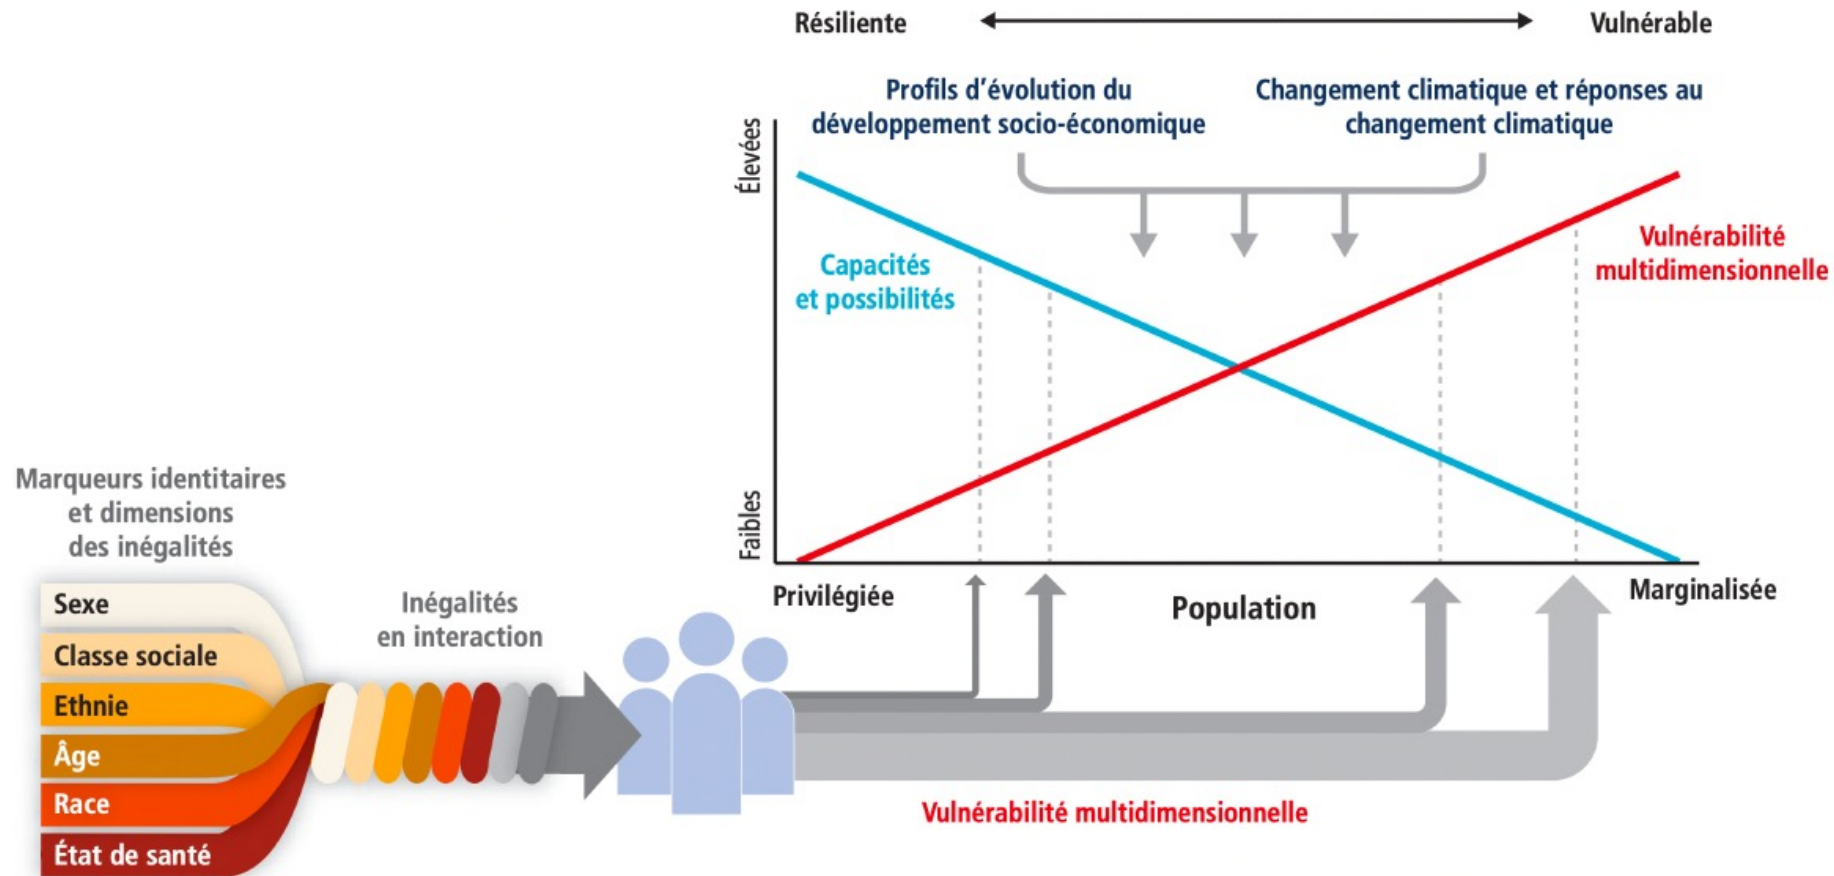 Résiliente
Vulnérable
Profils d'évolution du
développement socio-économique
Changement climatique et réponses au
changement climatique
Élevées
Faibles
Capacités
et possibilités
Vulnérabilité
multidimensionnelle
Privilégiée
Population
Marginalisée
Marqueurs identitaires
et dimensions
des inégalités
Sexe
Classe sociale
Ethnie
Âge
Race
État de santé
Inégalités
en interaction
Vulnérabilité multidimensionnelle